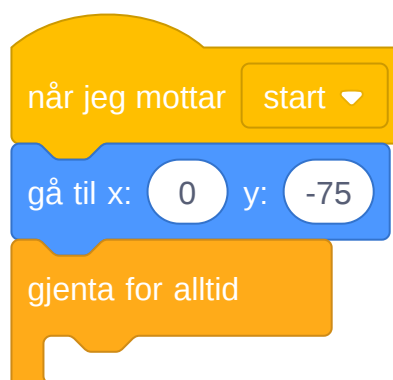 når jeg mottar start
gå til x: 0 y: -75
gjenta for alltid